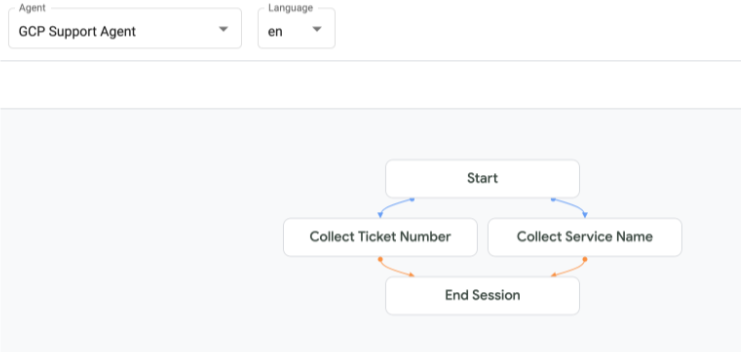 Agent
Language
GCP Support Agent
en
Start
Collect Ticket Number
Collect Service Name
End Session